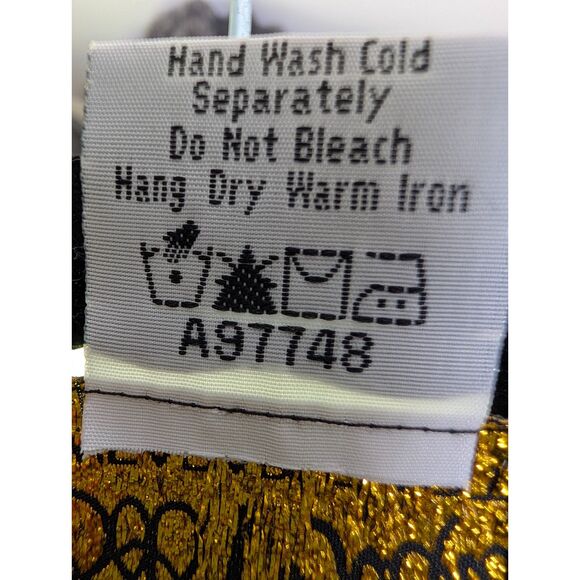 Hand Wash Cold
Separately
Do Not Bleach
Hang Dry Warm Iron
A97748